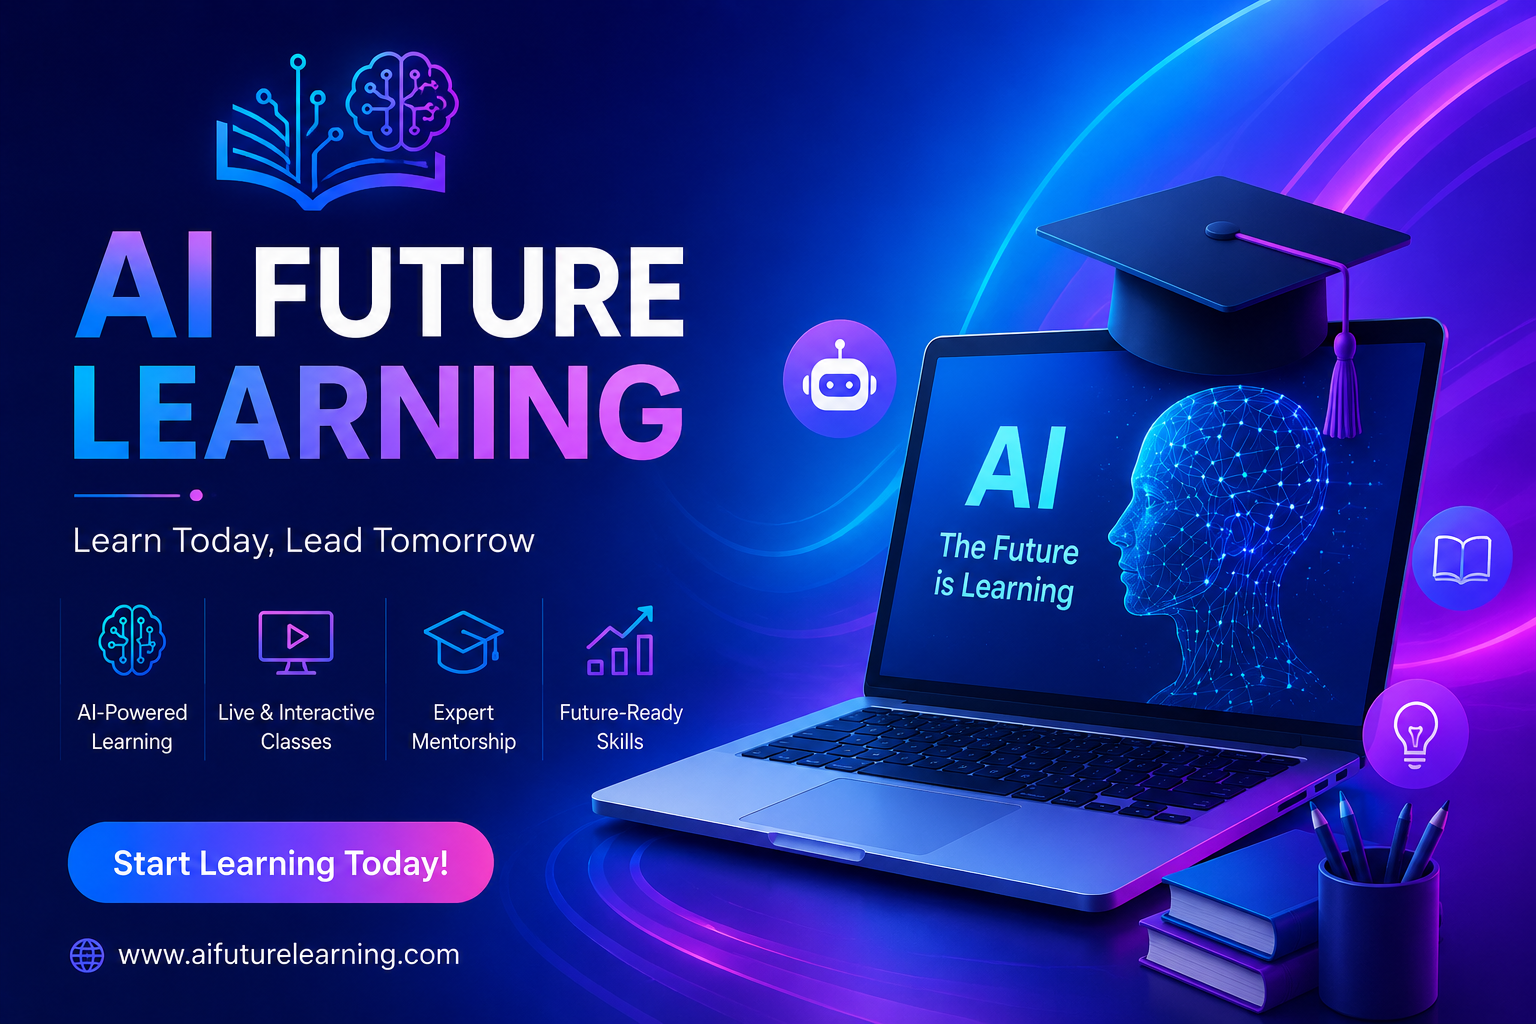 AI FUTURE
LEARNING
Learn Today, Lead Tomorrow
AI-Powered
Learning
Live & Interactive
Classes
Expert
Mentorship
Future-Ready
Skills
Start Learning Today!
www.aifuturelearning.com
AI
The Future
is Learning